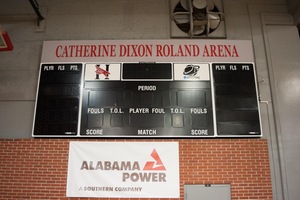 CATHERINE DIXON ROLAND ARENA
PLYR FLS PTS
H
PLYR FLS PTS
PERIOD
FOULS T.O.L. PLAYER FOUL T.O.L. FOULS
SCORE MATCH SCORE
ALABAMA
POWER
A SOUTHERN COMPANY